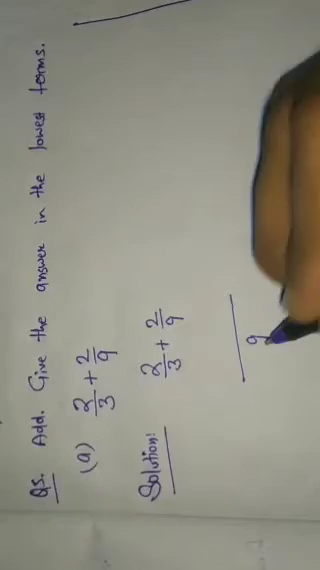 Q5. Add. Give the answer in the lowest terms.
(a) 2/3 + 2/9
Solution:
2/3 + 2/9
9